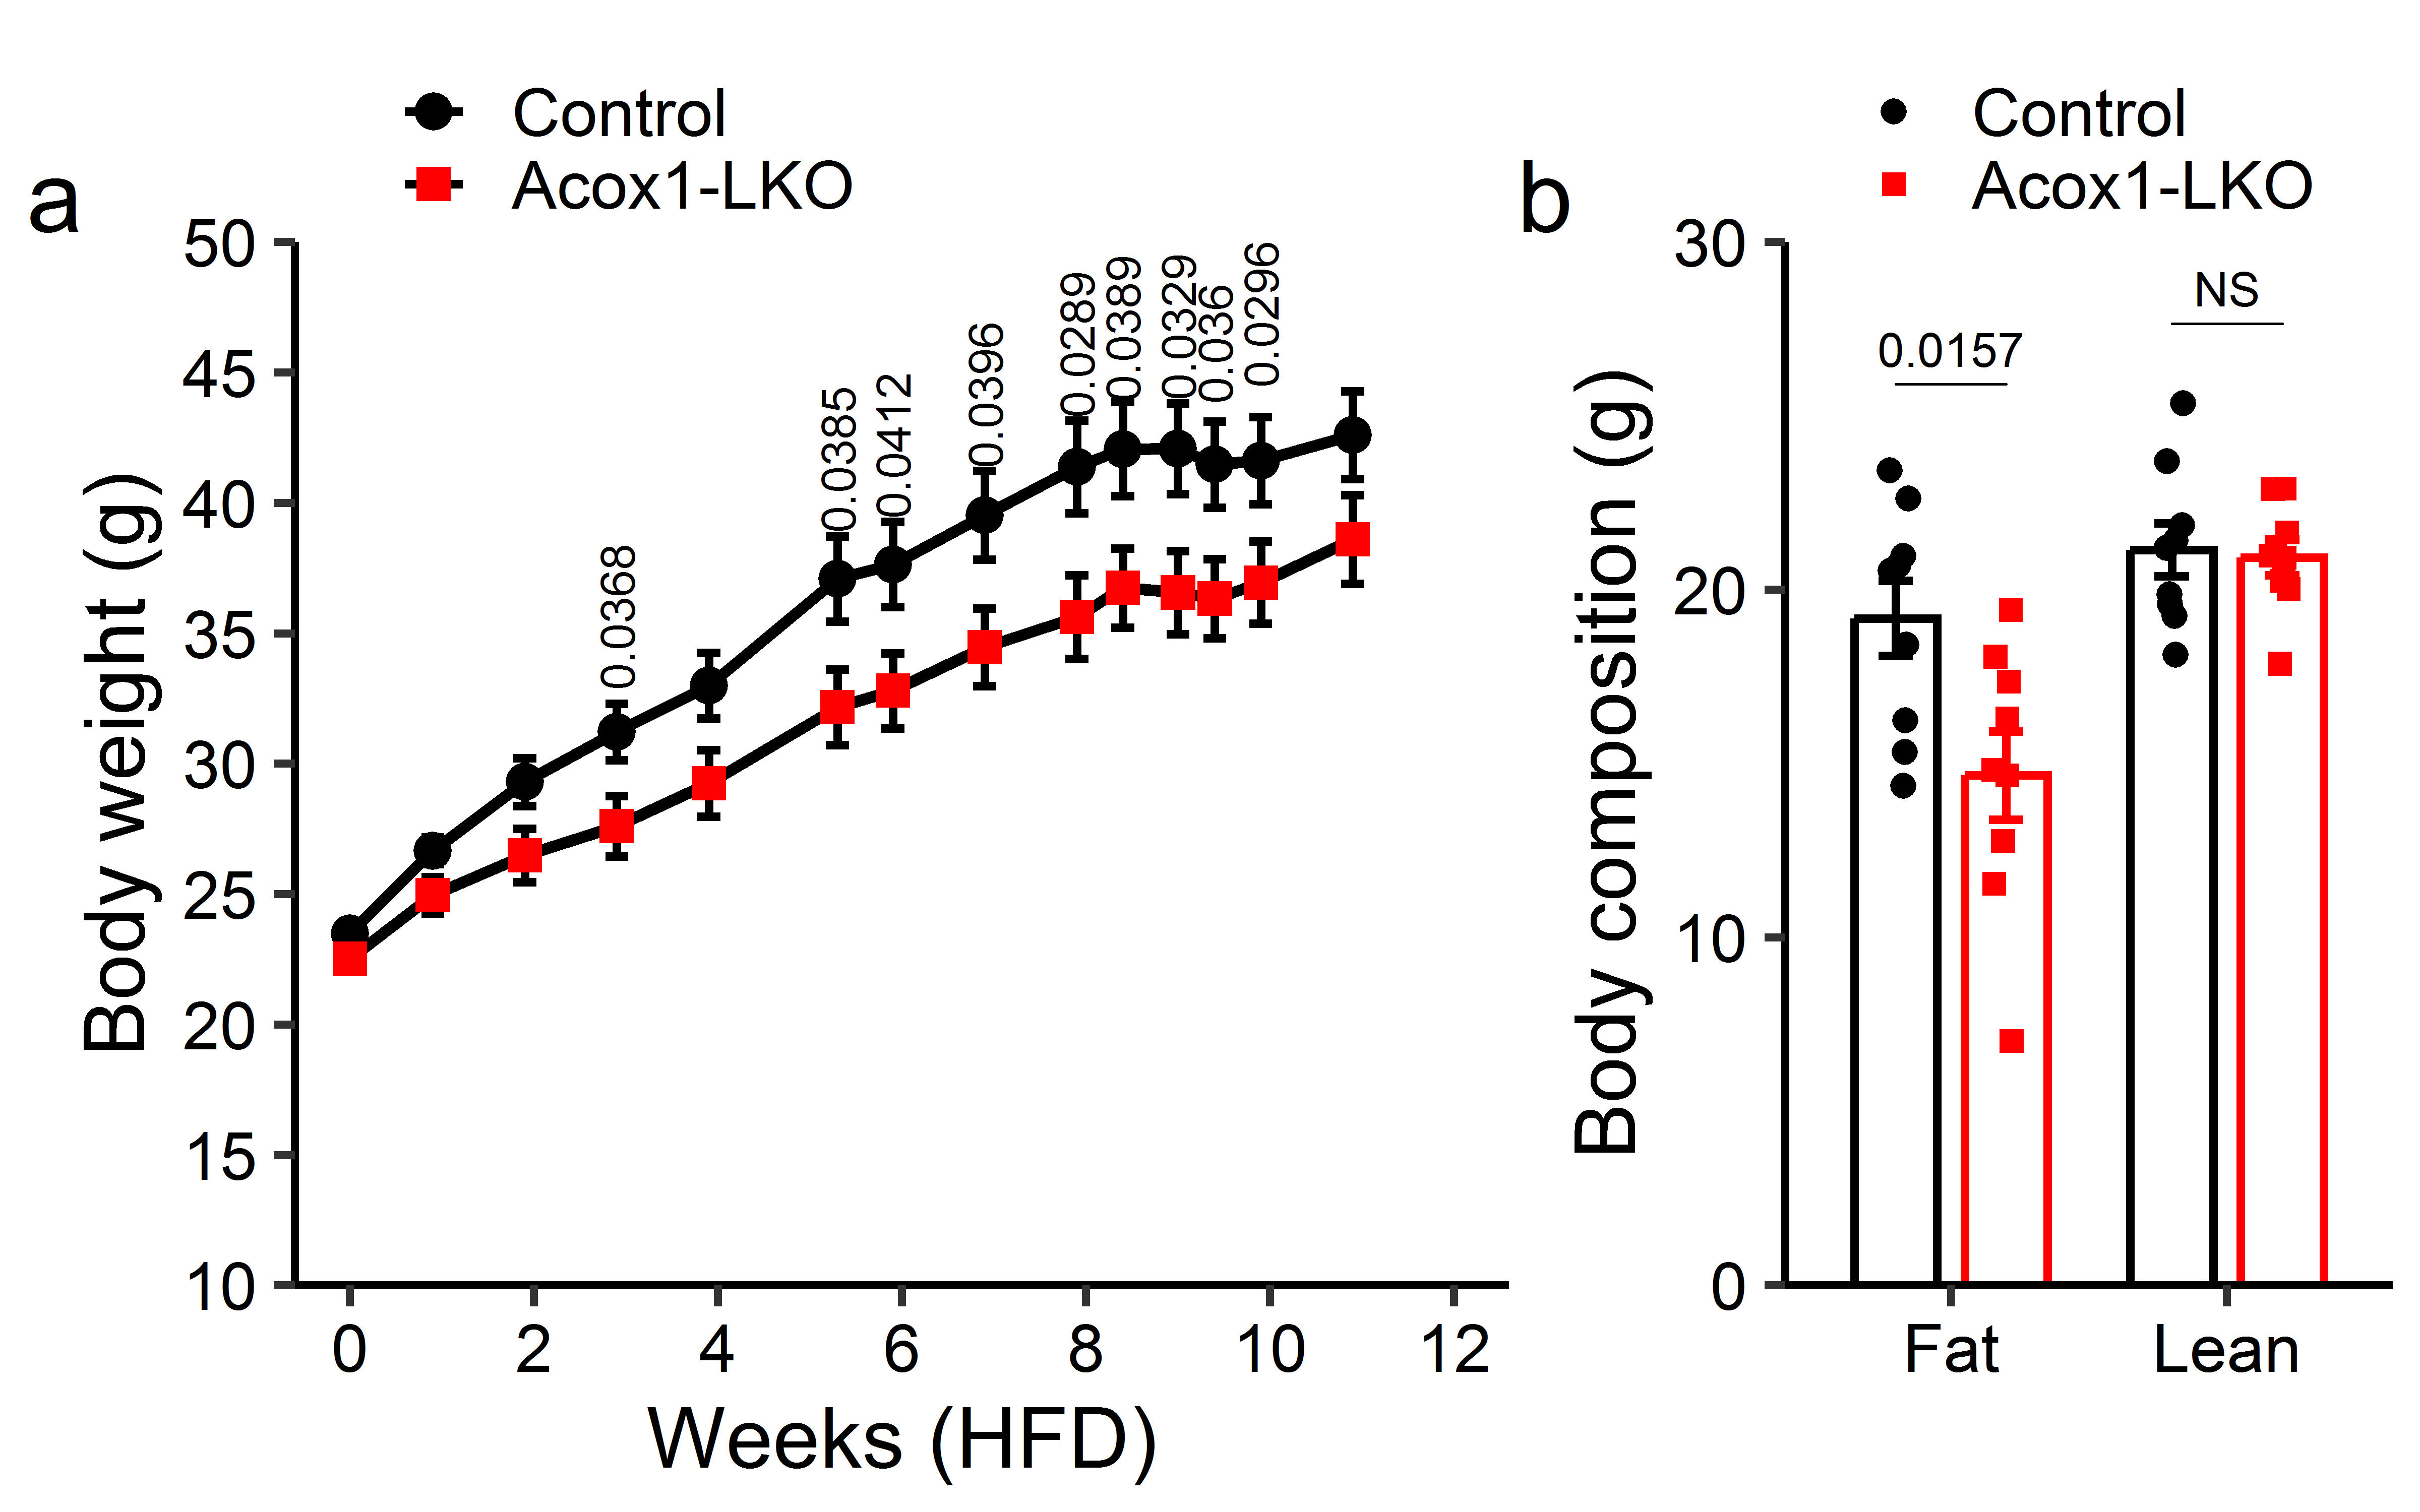 a
Control
Acox1-LKO
Body weight (g)
50
45
40
35
30
25
20
15
10
0.0368
0.0385
0.0412
0.0396
0.0289
0.0389
0.0329
0.036
0.0296
0
2
4
6
8
10
12
Weeks (HFD)
b
Control
Acox1-LKO
Body composition (g)
30
20
10
0
0.0157
NS
Fat
Lean